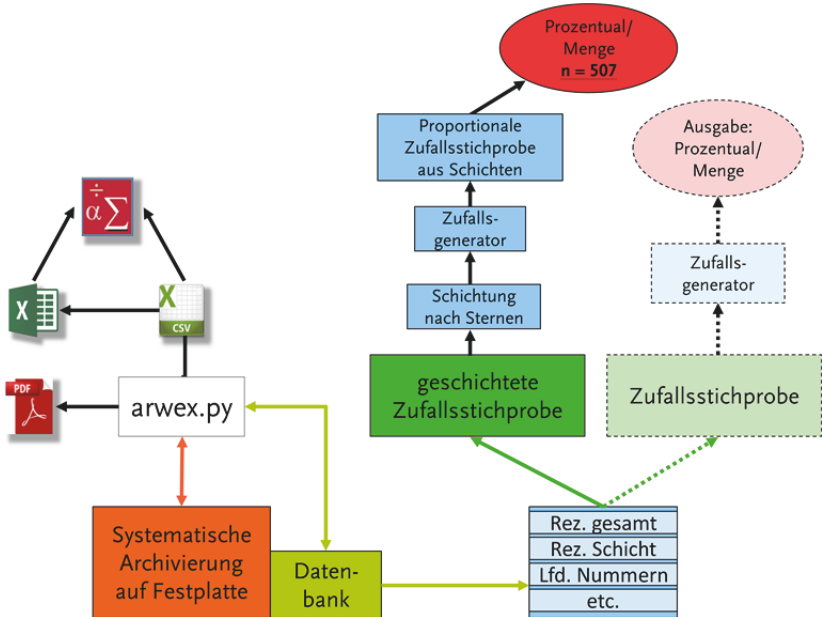 Prozentual/
Menge
n = 507
Proportionale
Zufallsstichprobe
aus Schichten
Ausgabe:
Prozentual/
Menge
÷
α Σ
Zufalls-
generator
Zufalls-
generator
X
X
CSV
Schichtung
nach Sternen
PDF
arwex.py
geschichtete
Zufallsstichprobe
Zufallsstichprobe
Systematische
Archivierung
auf Festplatte
Daten-
bank
Rez. gesamt
Rez. Schicht
Lfd. Nummern
etc.